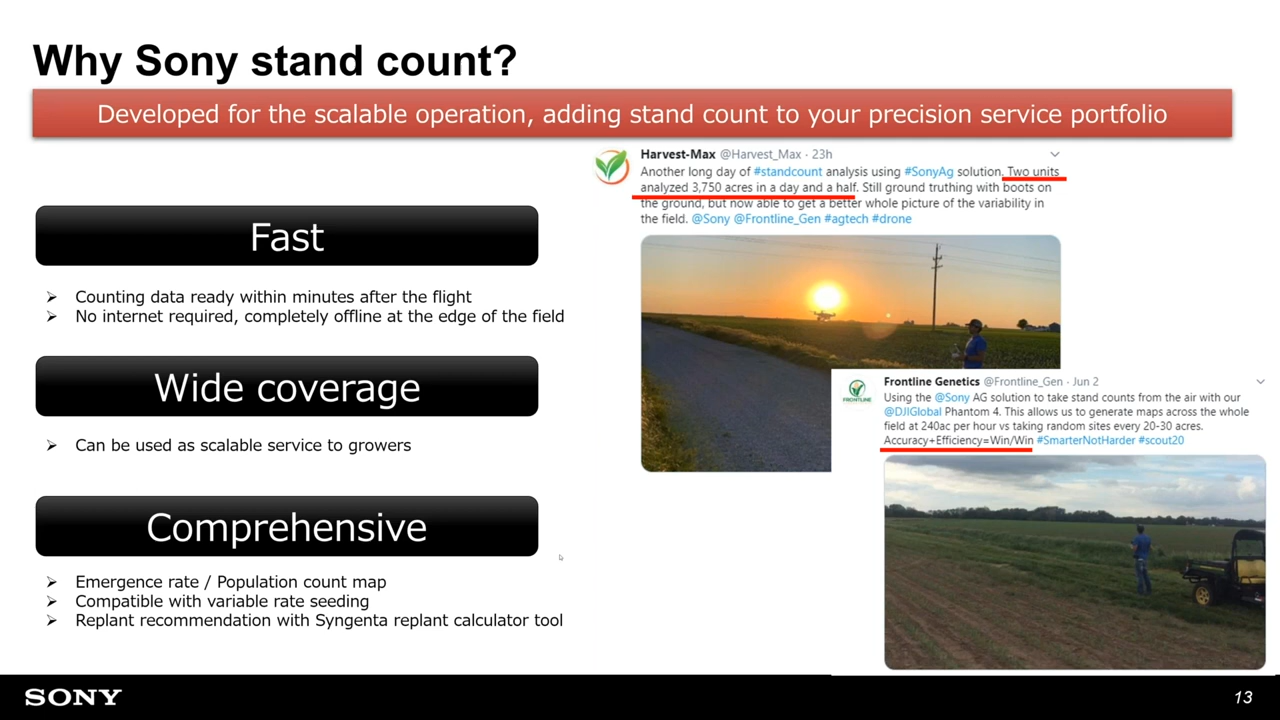 Why Sony stand count?
Developed for the scalable operation, adding stand count to your precision service portfolio
Fast
➢ Counting data ready within minutes after the flight
➢ No internet required, completely offline at the edge of the field
Wide coverage
➢ Can be used as scalable service to growers
Comprehensive
➢ Emergence rate / Population count map
➢ Compatible with variable rate seeding
➢ Replant recommendation with Syngenta replant calculator tool
Harvest-Max @Harvest_Max · 23h
Another long day of #standcount analysis using #SonyAg solution. Two units
analyzed 3,750 acres in a day and a half. Still ground truthing with boots on
the ground, but now able to get a better whole picture of the variability in
the field. @Sony @Frontline_Gen #agtech #drone
FRONTLINE
Frontline Genetics @Frontline_Gen · Jun 2
Using the @Sony AG solution to take stand counts from the air with our
@DJIGlobal Phantom 4. This allows us to generate maps across the whole
field at 240ac per hour vs taking random sites every 20-30 acres.
Accuracy+Efficiency=Win/Win #SmarterNotHarder #scout20
SONY
13